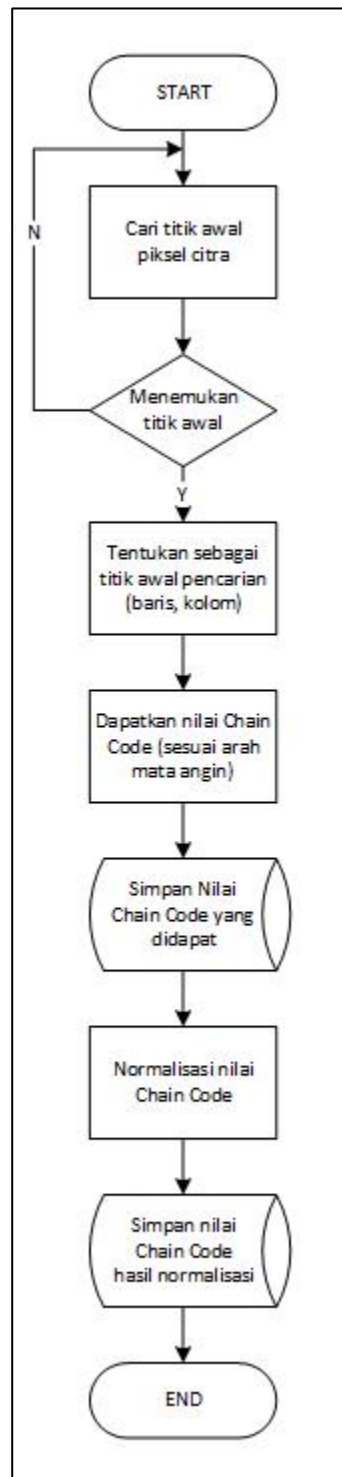 START
N
Cari titik awal
piksel citra
Menemukan
titik awal
Y
Tentukan sebagai
titik awal pencarian
(baris, kolom)
Dapatkan nilai Chain
Code (sesuai arah
mata angin)
Simpan Nilai
Chain Code yang
didapat
Normalisasi nilai
Chain Code
Simpan nilai
Chain Code
hasil normalisasi
END